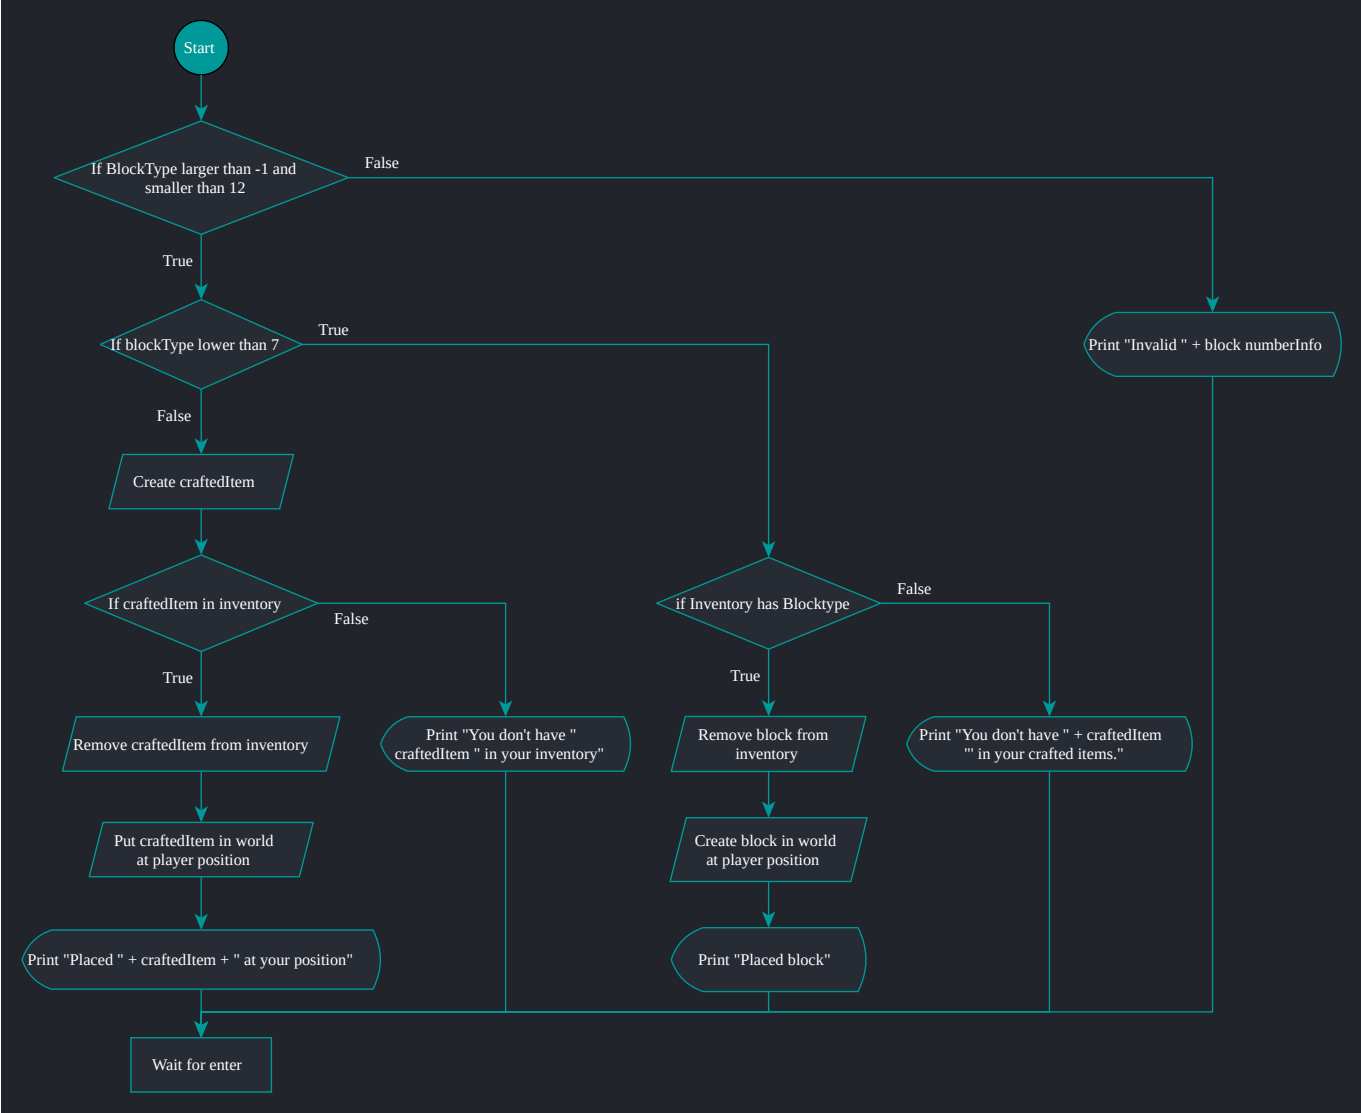 Start
If BlockType larger than -1 and
smaller than 12
False
True
If blockType lower than 7
True
Print "Invalid " + block numberInfo
False
Create craftedItem
If craftedItem in inventory
False
if Inventory has Blocktype
False
True
True
Remove craftedItem from inventory
Print "You don't have "
craftedItem " in your inventory"
Remove block from
inventory
Print "You don't have " + craftedItem
"' in your crafted items."
Put craftedItem in world
at player position
Create block in world
at player position
Print "Placed " + craftedItem + " at your position"
Print "Placed block"
Wait for enter